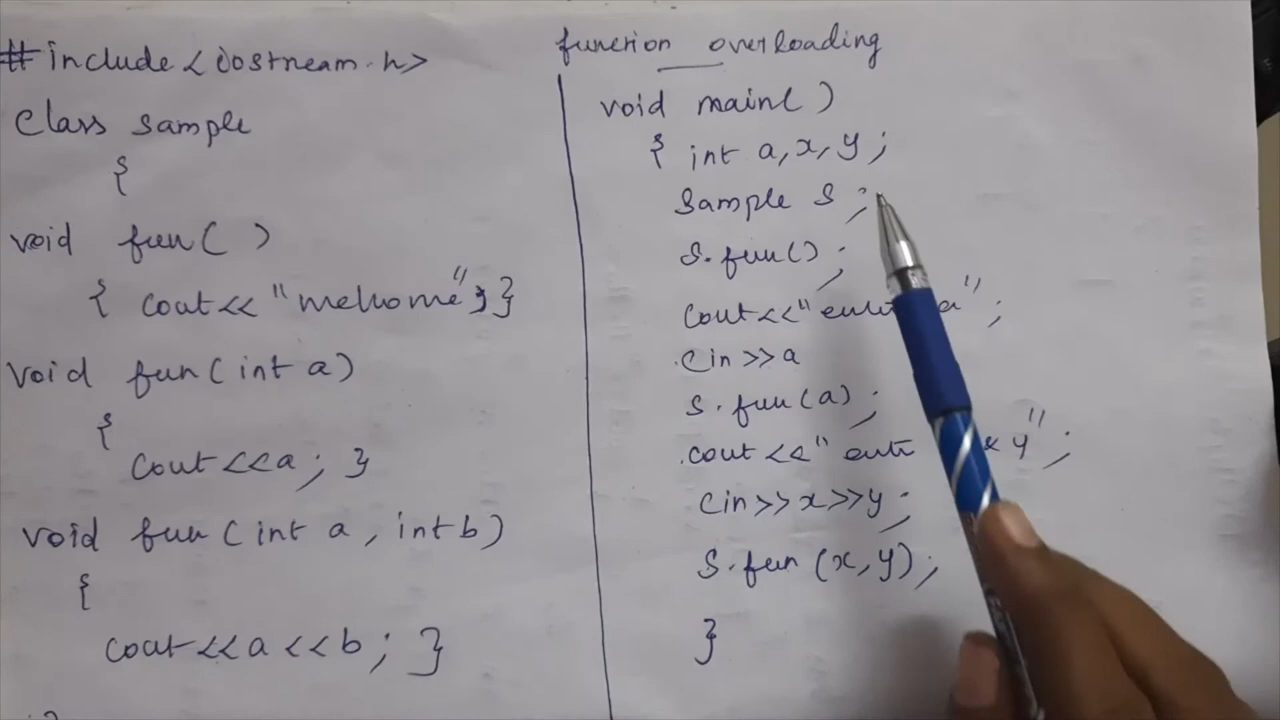 function overloading
#include <iostream.h>
Class sample
{
void fun( )
{ cout<< "welcome"; }
void fun(int a)
{
cout<<a; }
void fun(int a, int b)
{
cout<<a<<b; }
void main( )
{ int a, x, y;
Sample S;
S.fun();
cout<<" a";
Cin>>a
S.fun(a);
cout<<" & y";
Cin>>x>>y;
S.fun(x,y);
}